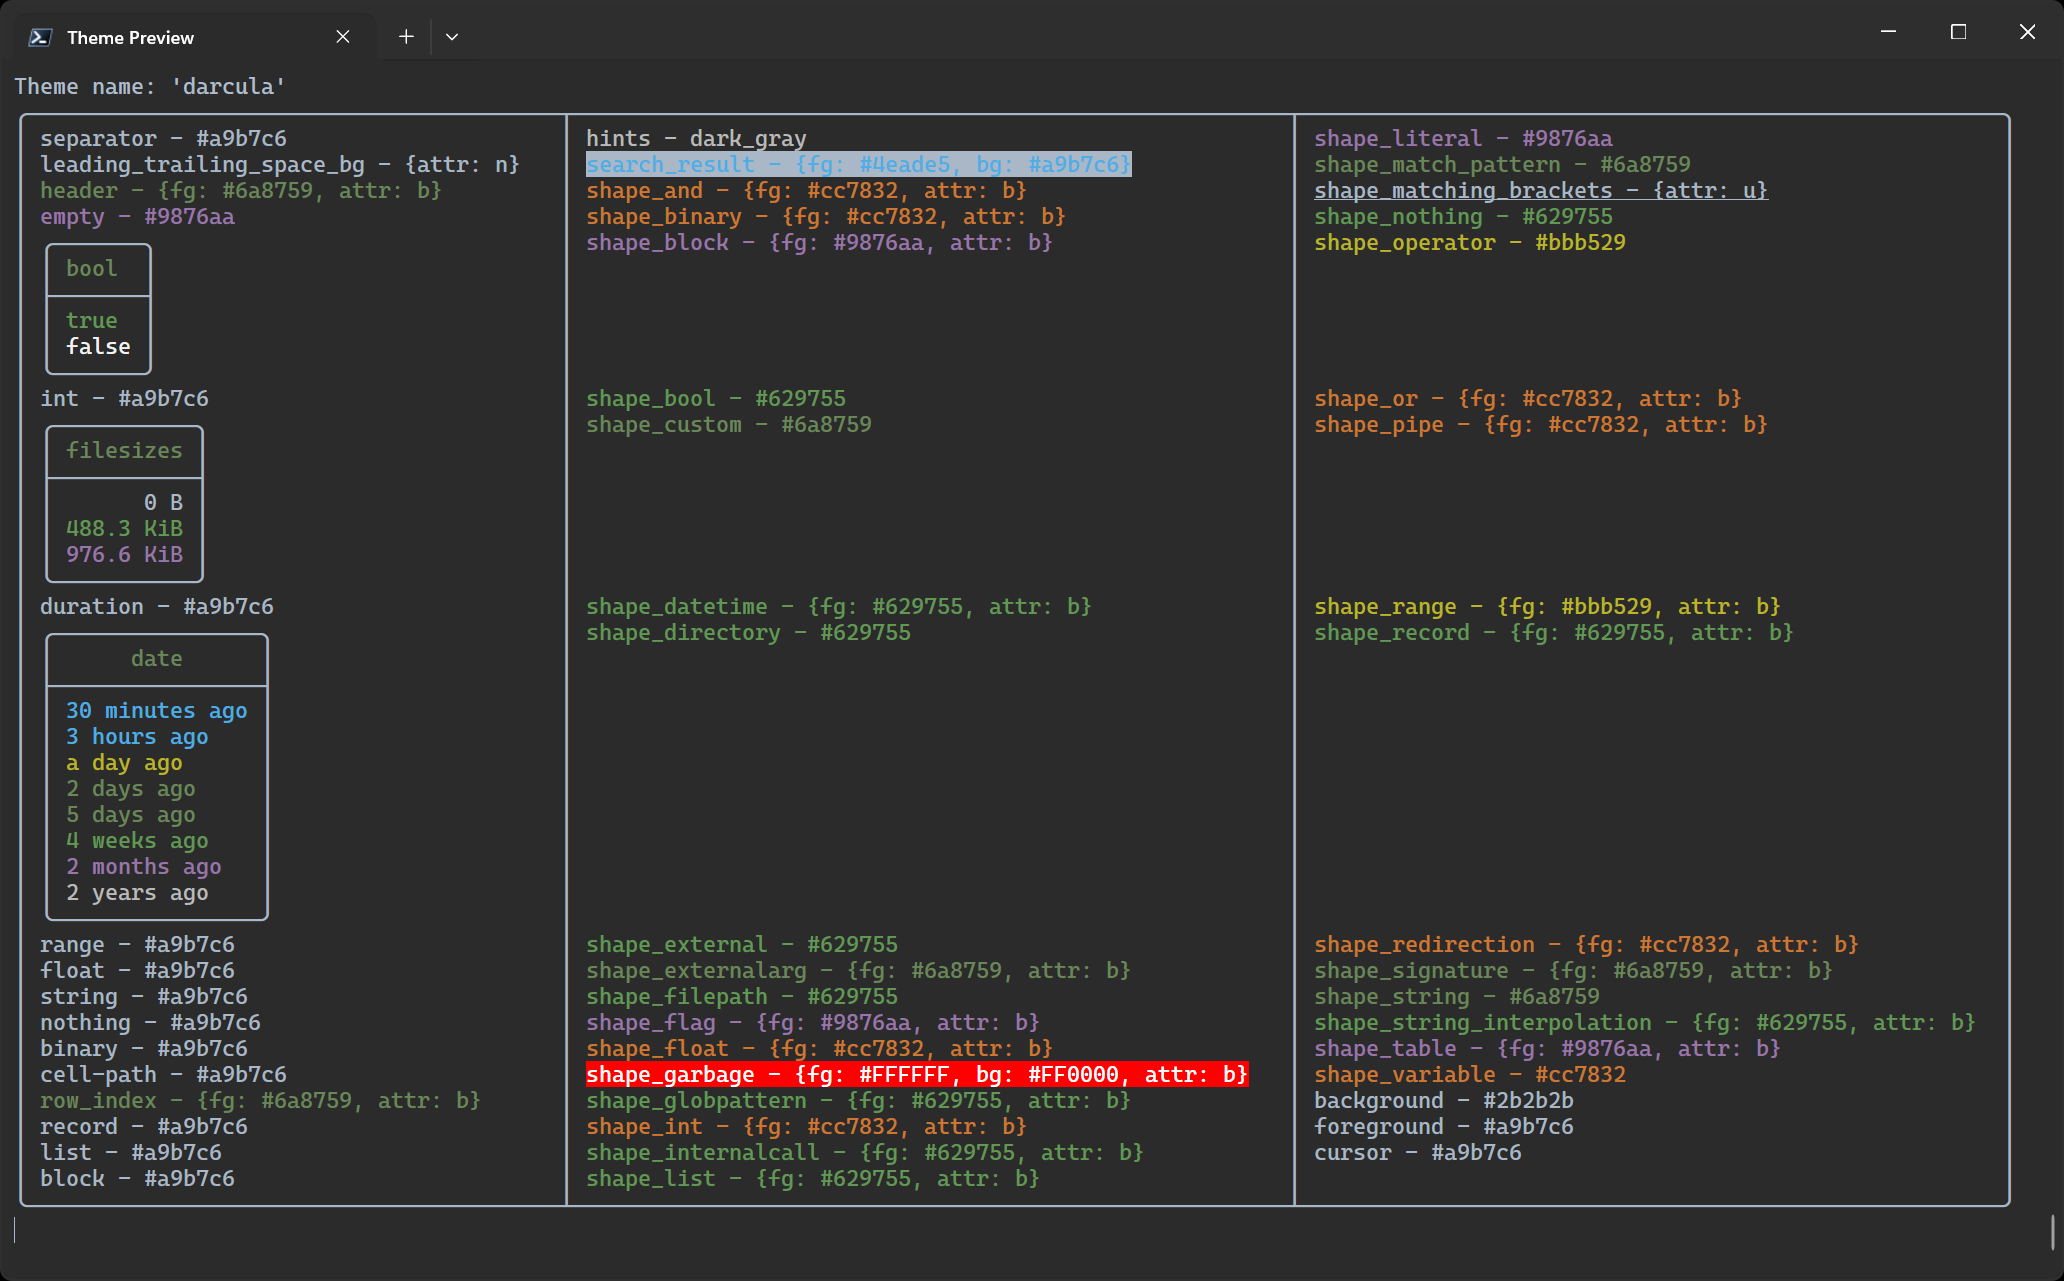 Theme Preview
Theme name: 'darcula'
separator - #a9b7c6
leading_trailing_space_bg - {attr: n}
header - {fg: #6a8759, attr: b}
empty - #9876aa
bool
true
false
int - #a9b7c6
filesizes
0 B
488.3 KiB
976.6 KiB
duration - #a9b7c6
date
30 minutes ago
3 hours ago
a day ago
2 days ago
5 days ago
4 weeks ago
2 months ago
2 years ago
range - #a9b7c6
float - #a9b7c6
string - #a9b7c6
nothing - #a9b7c6
binary - #a9b7c6
cell-path - #a9b7c6
row_index - {fg: #6a8759, attr: b}
record - #a9b7c6
list - #a9b7c6
block - #a9b7c6
hints - dark_gray
search_result - {fg: #4eade5, bg: #a9b7c6}
shape_and - {fg: #cc7832, attr: b}
shape_binary - {fg: #cc7832, attr: b}
shape_block - {fg: #9876aa, attr: b}
shape_bool - #629755
shape_custom - #6a8759
shape_datetime - {fg: #629755, attr: b}
shape_directory - #629755
shape_external - #629755
shape_externalarg - {fg: #6a8759, attr: b}
shape_filepath - #629755
shape_flag - {fg: #9876aa, attr: b}
shape_float - {fg: #cc7832, attr: b}
shape_garbage - {fg: #FFFFFF, bg: #FF0000, attr: b}
shape_globpattern - {fg: #629755, attr: b}
shape_int - {fg: #cc7832, attr: b}
shape_internalcall - {fg: #629755, attr: b}
shape_list - {fg: #629755, attr: b}
shape_literal - #9876aa
shape_match_pattern - #6a8759
shape_matching_brackets - {attr: u}
shape_nothing - #629755
shape_operator - #bbb529
shape_or - {fg: #cc7832, attr: b}
shape_pipe - {fg: #cc7832, attr: b}
shape_range - {fg: #bbb529, attr: b}
shape_record - {fg: #629755, attr: b}
shape_redirection - {fg: #cc7832, attr: b}
shape_signature - {fg: #6a8759, attr: b}
shape_string - #6a8759
shape_string_interpolation - {fg: #629755, attr: b}
shape_table - {fg: #9876aa, attr: b}
shape_variable - #cc7832
background - #2b2b2b
foreground - #a9b7c6
cursor - #a9b7c6